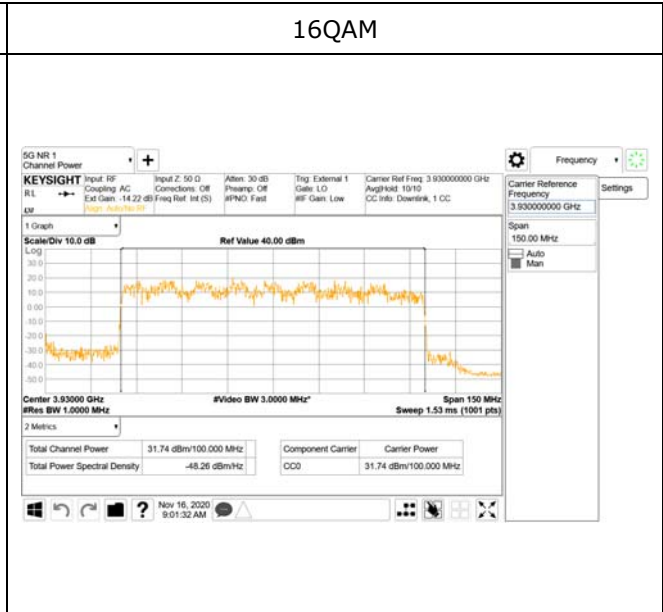 16QAM
5G NR 1
Channel Power
Frequency
KEYSIGHT Input: RF Input Z: 50 Ω Atten: 30 dB Trig: External 1 Carrier Ref Freq: 3.930000000 GHz
RL Coupling: AC Corrections: Off Preamp: Off Gate: LO Avg|Hold: 10/10
Ext Gain: -14.22 dB Freq Ref: Int (S) #PNO: Fast #IF Gain: Low CC Info: Downlink, 1 CC
Align: Auto/No RF
Carrier Reference
Frequency
3.930000000 GHz
Settings
Span
150.00 MHz
Auto
Man
1 Graph
Scale/Div 10.0 dB Ref Value 40.00 dBm
Log
30.0
20.0
10.0
0.00
-10.0
-20.0
-30.0
-40.0
-50.0
Center 3.93000 GHz #Video BW 3.0000 MHz* Span 150 MHz
#Res BW 1.0000 MHz Sweep 1.53 ms (1001 pts)
2 Metrics
Total Channel Power 31.74 dBm/100.000 MHz Component Carrier Carrier Power
Total Power Spectral Density -48.26 dBm/Hz CC0 31.74 dBm/100.000 MHz
Nov 16, 2020
9:01:32 AM